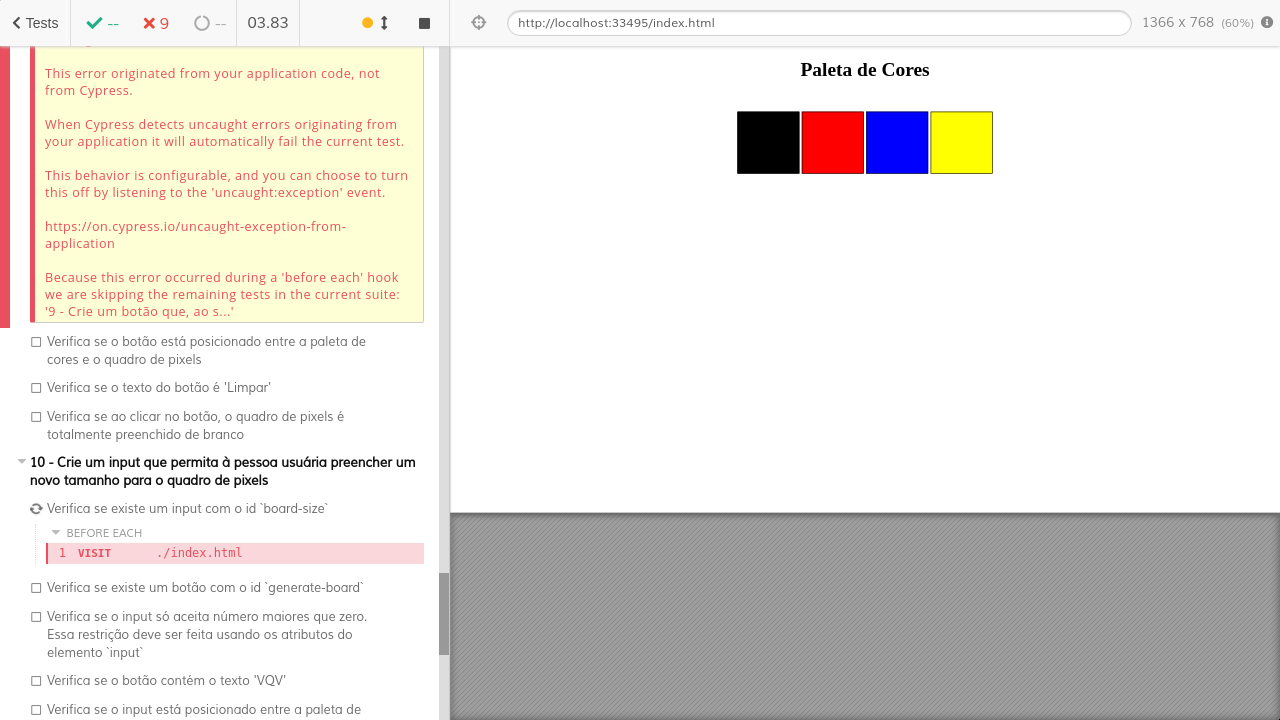 Tests
--
9
--
03.83
http://localhost:33495/index.html
1366 x 768 (60%)
This error originated from your application code, not
from Cypress.
When Cypress detects uncaught errors originating from
your application it will automatically fail the current test.
This behavior is configurable, and you can choose to turn
this off by listening to the 'uncaught:exception' event.
https://on.cypress.io/uncaught-exception-from-
application
Because this error occurred during a 'before each' hook
we are skipping the remaining tests in the current suite:
'9 - Crie um botão que, ao s...'
Verifica se o botão está posicionado entre a paleta de
cores e o quadro de pixels
Verifica se o texto do botão é 'Limpar'
Verifica se ao clicar no botão, o quadro de pixels é
totalmente preenchido de branco
10 - Crie um input que permita à pessoa usuária preencher um
novo tamanho para o quadro de pixels
Verifica se existe um input com o id `board-size`
BEFORE EACH
1 VISIT ./index.html
Verifica se existe um botão com o id `generate-board`
Verifica se o input só aceita número maiores que zero.
Essa restrição deve ser feita usando os atributos do
elemento `input`
Verifica se o botão contém o texto 'VQV'
Verifica se o input está posicionado entre a paleta de
Paleta de Cores